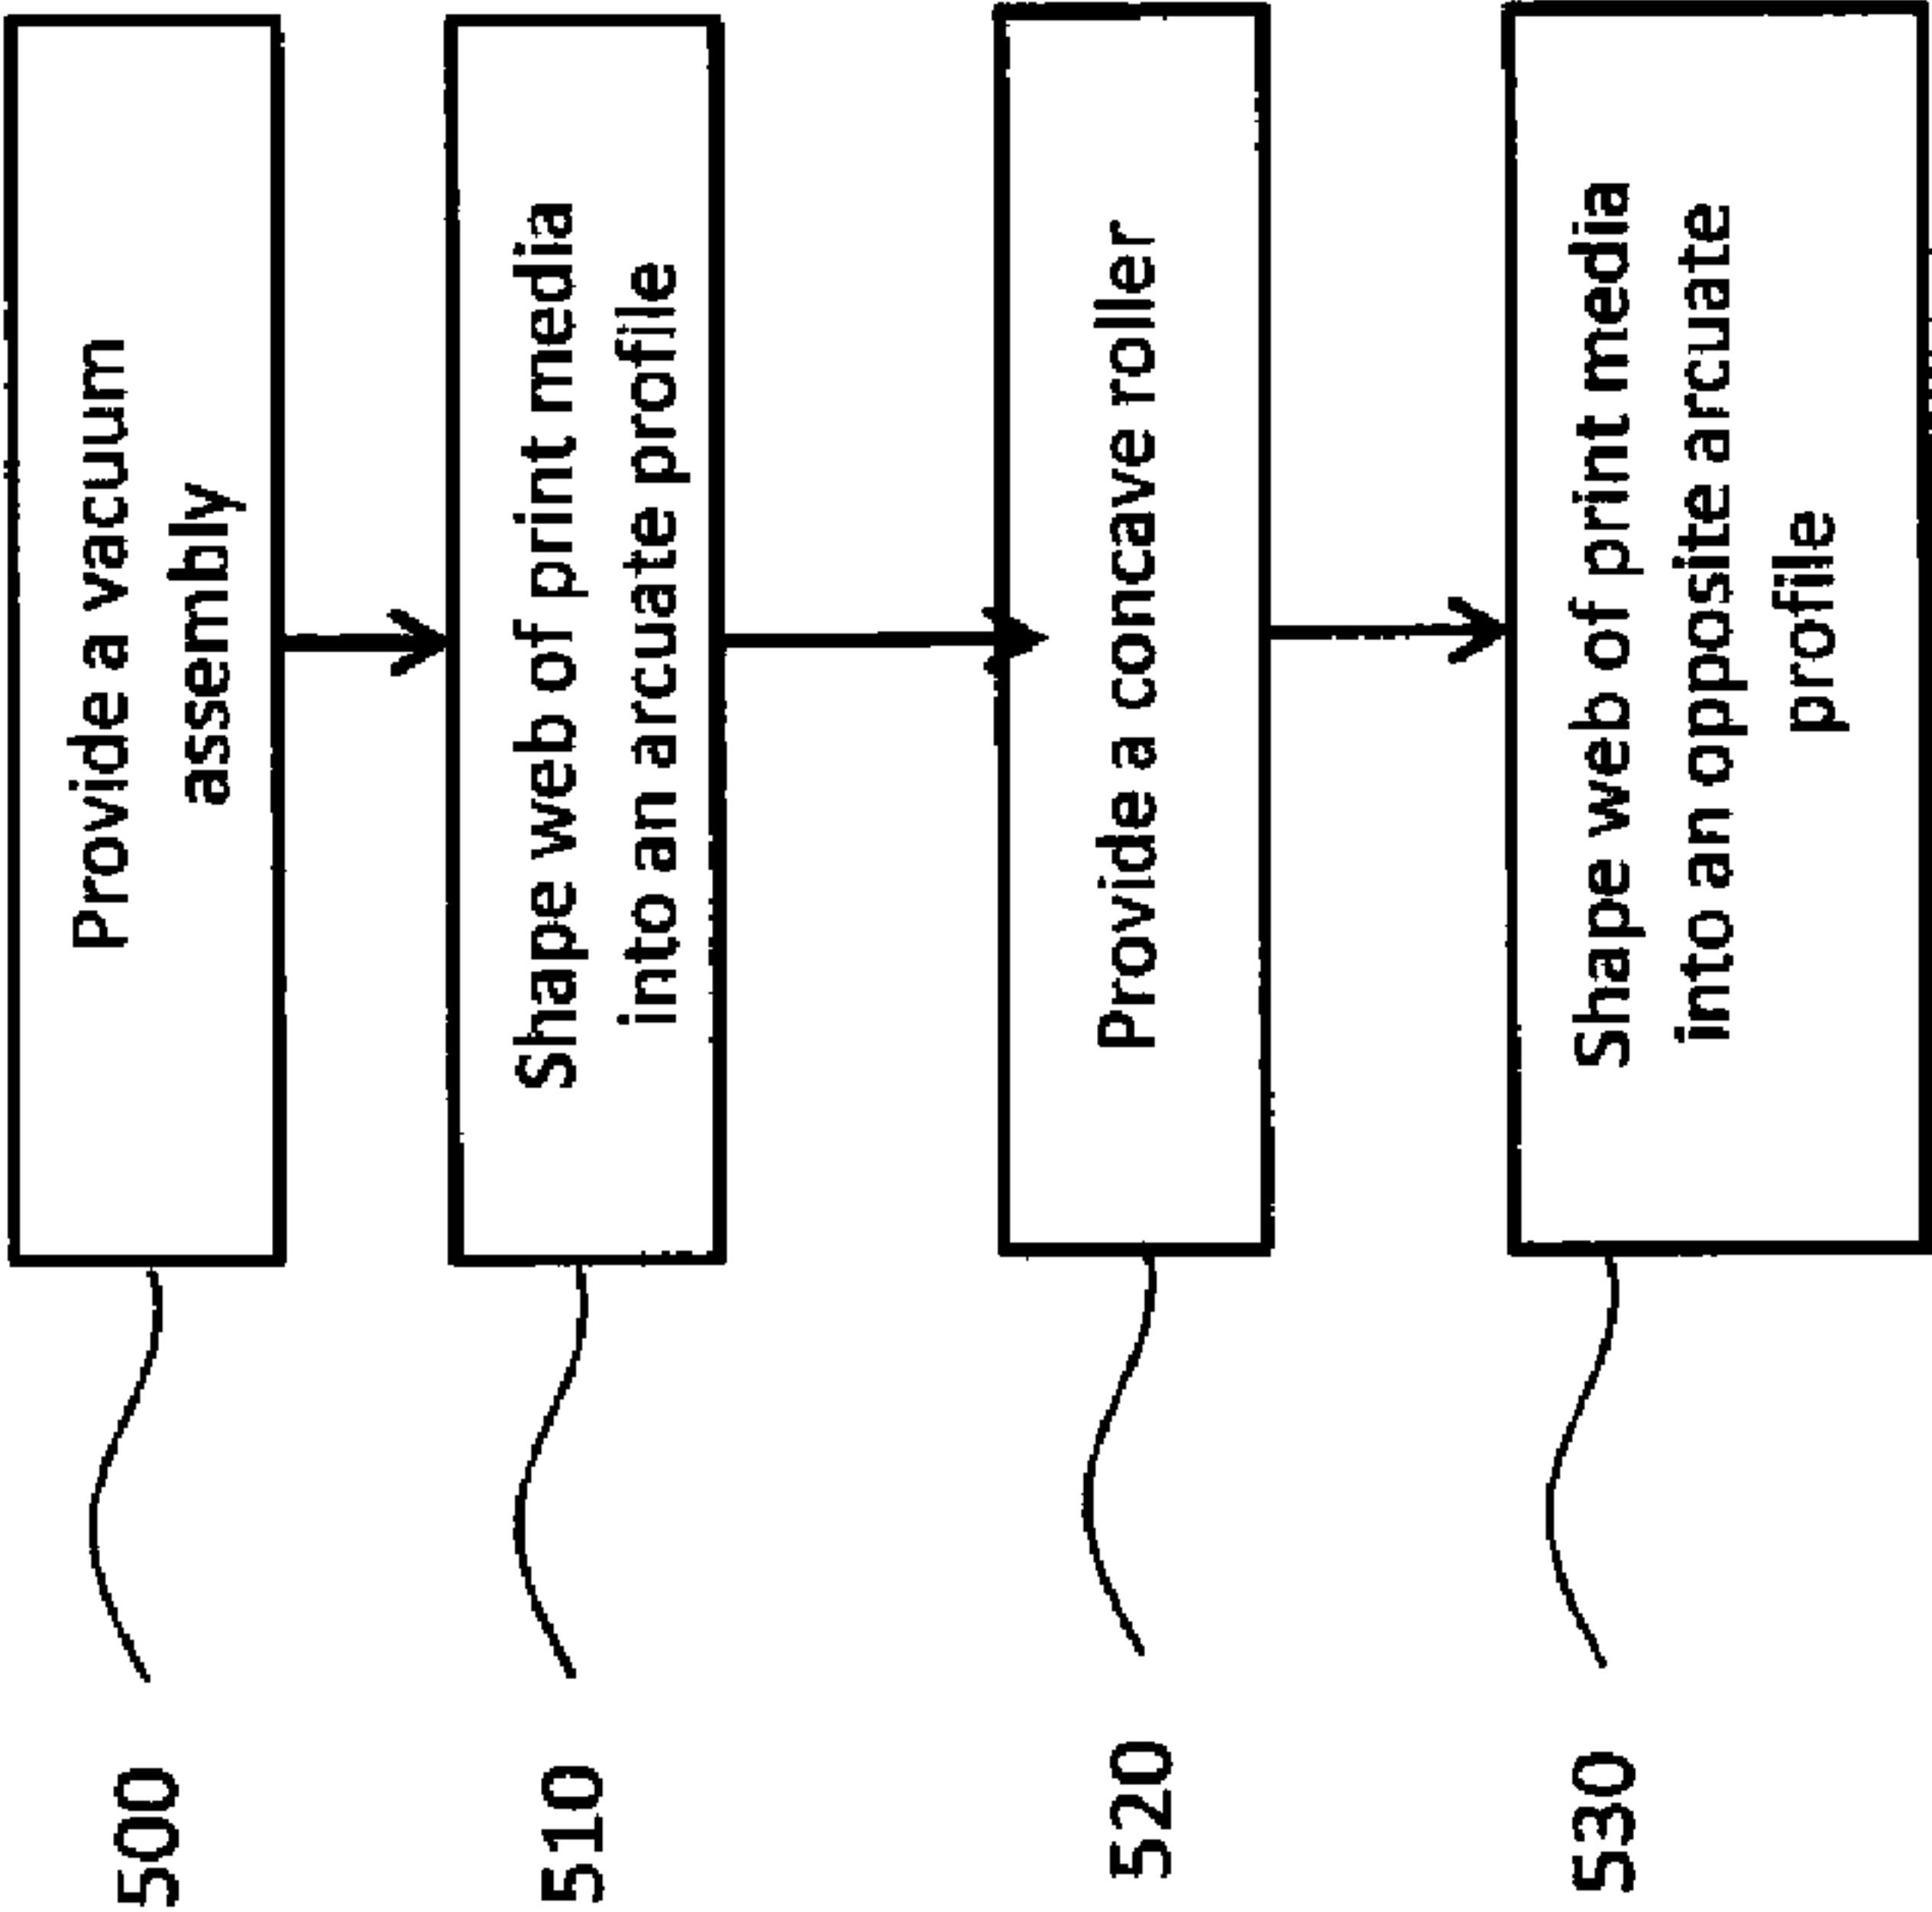 500
Provide a vacuum
assembly
510
Shape web of print media
into an arcuate profile
520
Provide a concave roller
530
Shape web of print media
into an opposite arcuate
profile